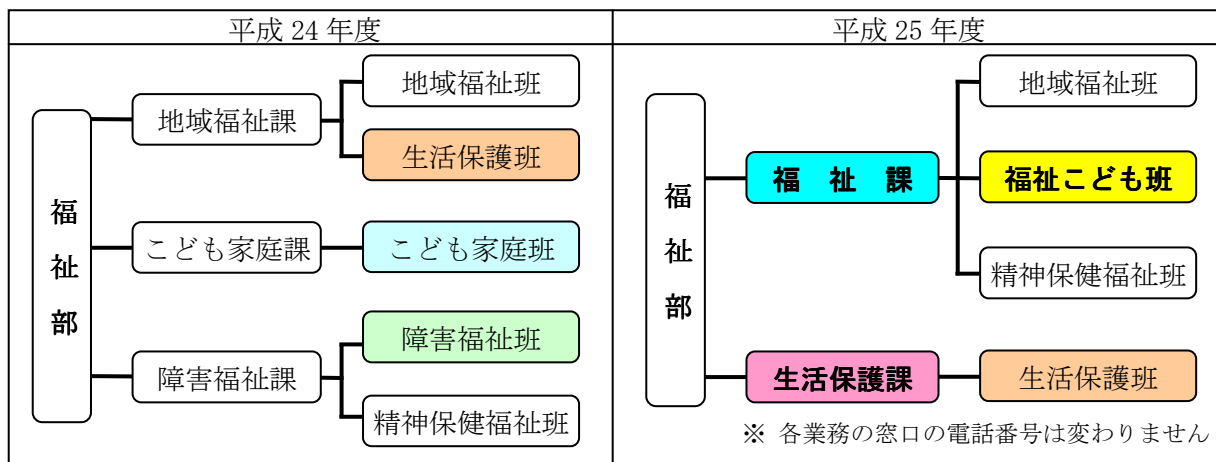 平成 24 年度
福祉部
地域福祉課
地域福祉班
生活保護班
こども家庭課
こども家庭班
障害福祉課
障害福祉班
精神保健福祉班
平成 25 年度
福祉部
福 祉 課
地域福祉班
福祉こども班
精神保健福祉班
生活保護課
生活保護班
※ 各業務の窓口の電話番号は変わりません